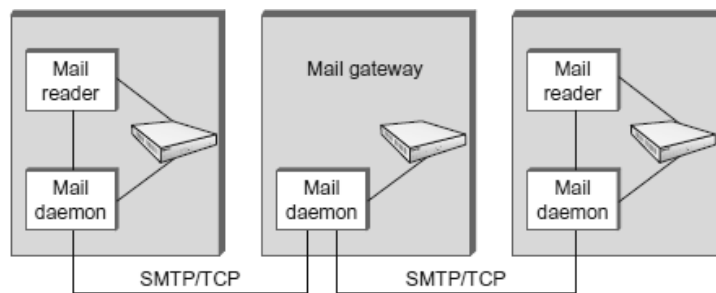 Mail
reader
Mail
daemon
Mail gateway
Mail
daemon
Mail
reader
Mail
daemon
SMTP/TCP
SMTP/TCP